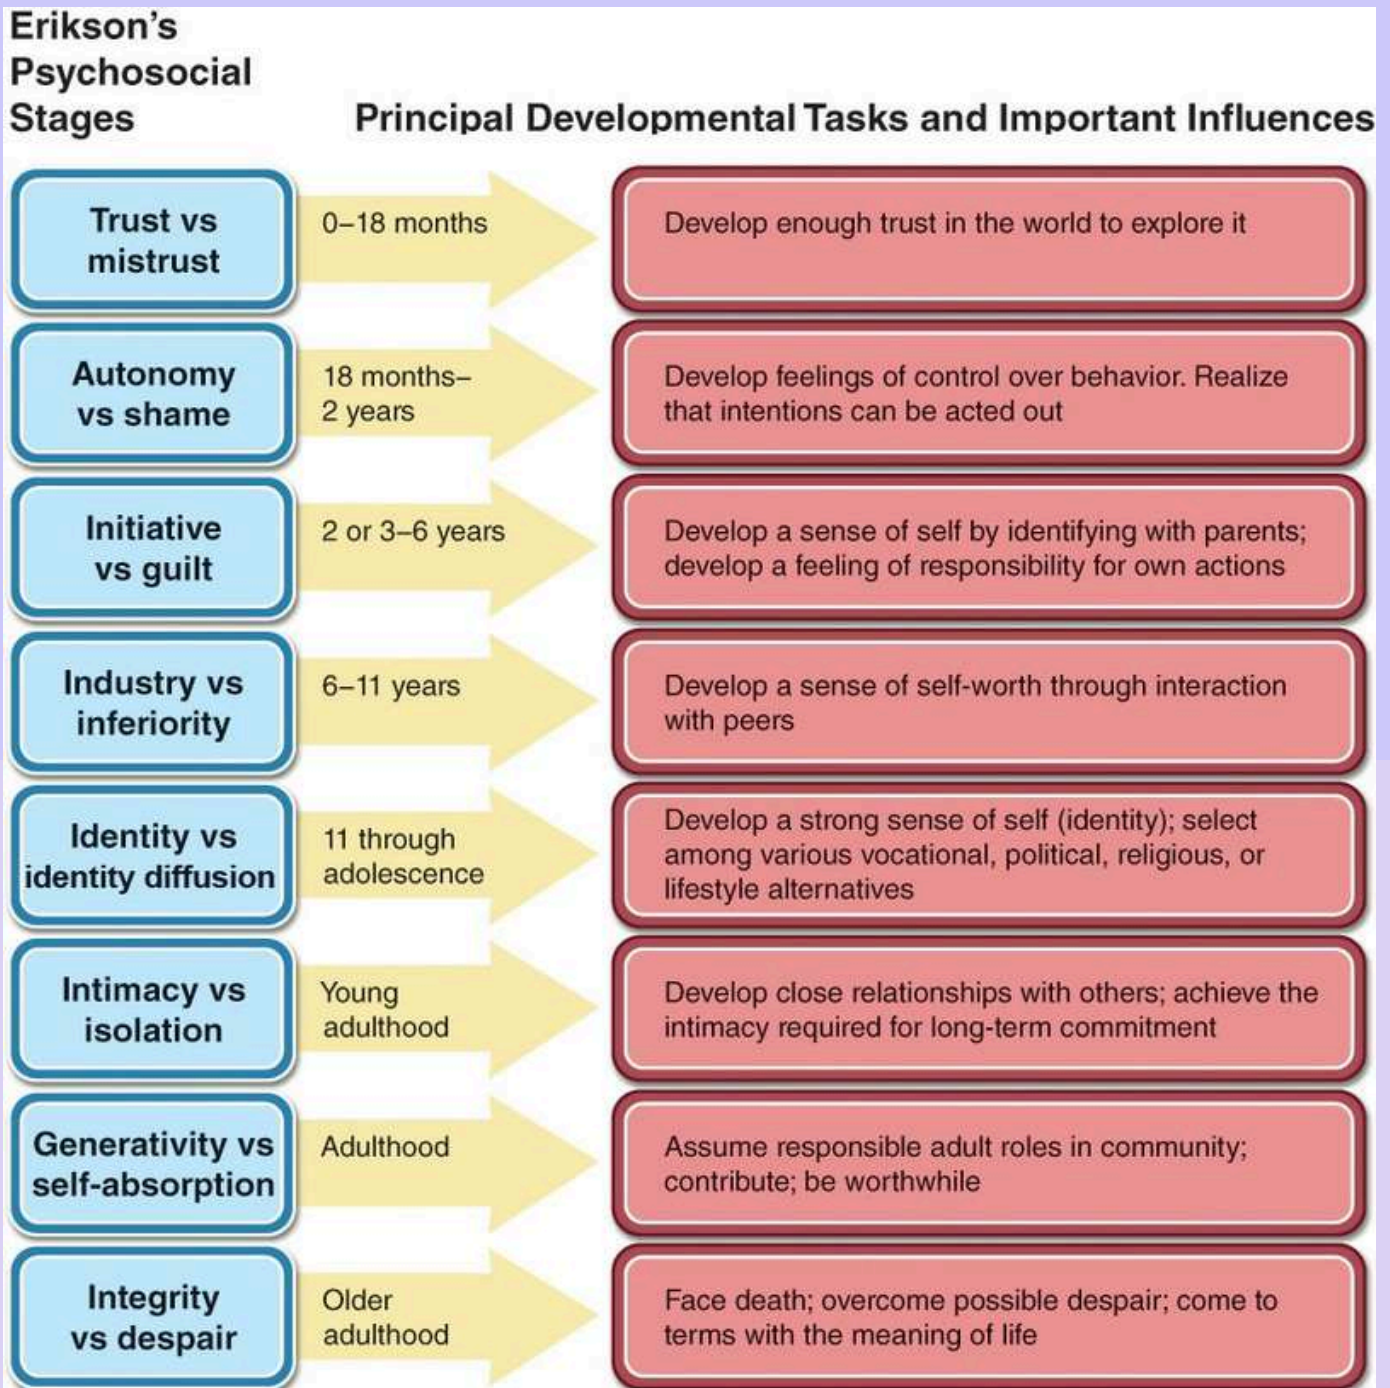 Erikson's
Psychosocial
Stages
Principal Developmental Tasks and Important Influences
Trust vs
mistrust
0–18 months
Develop enough trust in the world to explore it
Autonomy
vs shame
18 months–
2 years
Develop feelings of control over behavior. Realize
that intentions can be acted out
Initiative
vs guilt
2 or 3–6 years
Develop a sense of self by identifying with parents;
develop a feeling of responsibility for own actions
Industry vs
inferiority
6–11 years
Develop a sense of self-worth through interaction
with peers
Identity vs
identity diffusion
11 through
adolescence
Develop a strong sense of self (identity); select
among various vocational, political, religious, or
lifestyle alternatives
Intimacy vs
isolation
Young
adulthood
Develop close relationships with others; achieve the
intimacy required for long-term commitment
Generativity vs
self-absorption
Adulthood
Assume responsible adult roles in community;
contribute; be worthwhile
Integrity
vs despair
Older
adulthood
Face death; overcome possible despair; come to
terms with the meaning of life